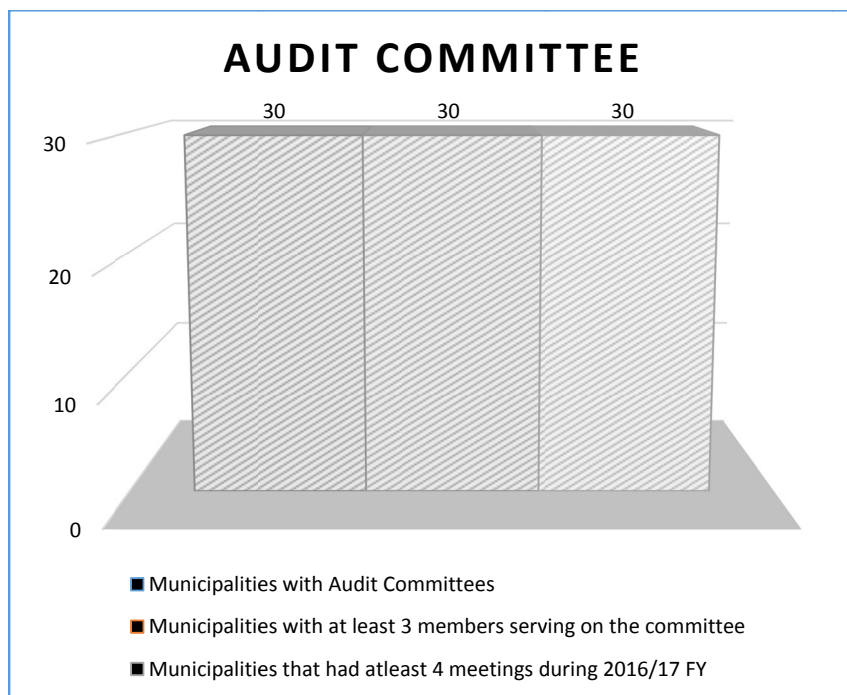 AUDIT COMMITTEE
30 30 30
30
20
10
0
Municipalities with Audit Committees
Municipalities with at least 3 members serving on the committee
Municipalities that had atleast 4 meetings during 2016/17 FY